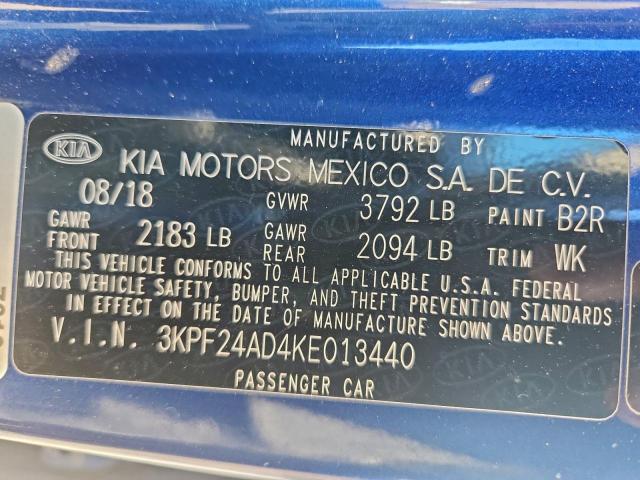 MANUFACTURED BY
KIA KIA MOTORS MEXICO S.A. DE C.V.
08/18 GVWR 3792 LB PAINT B2R
GAWR FRONT 2183 LB GAWR REAR 2094 LB TRIM WK
THIS VEHICLE CONFORMS TO ALL APPLICABLE U.S.A. FEDERAL
MOTOR VEHICLE SAFETY, BUMPER, AND THEFT PREVENTION STANDARDS
IN EFFECT ON THE DATE OF MANUFACTURE SHOWN ABOVE.
V.I.N. 3KPF24AD4KE013440
PASSENGER CAR